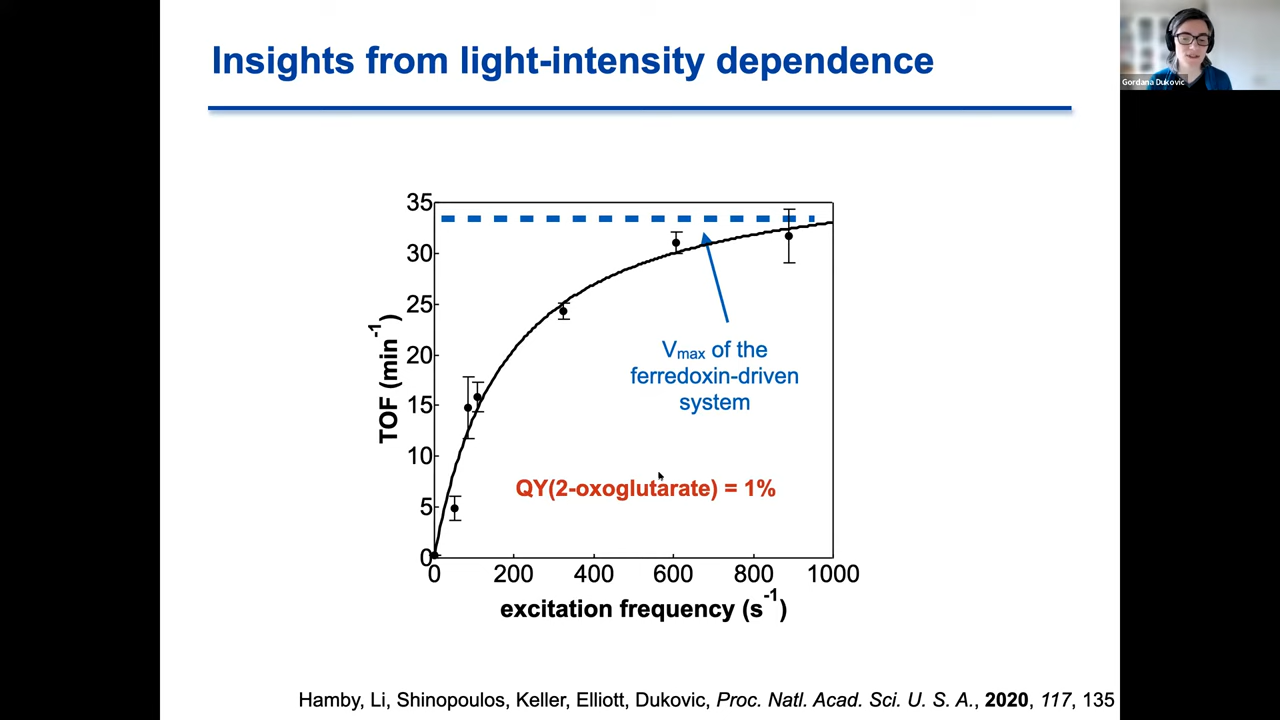 Insights from light-intensity dependence
Gordana Dukovic
35
30
25
20
15
10
5
0
TOF (min⁻¹)
Vmax of the
ferredoxin-driven
system
QY(2-oxoglutarate) = 1%
0 200 400 600 800 1000
excitation frequency (s⁻¹)
Hamby, Li, Shinopoulos, Keller, Elliott, Dukovic, Proc. Natl. Acad. Sci. U. S. A., 2020, 117, 135